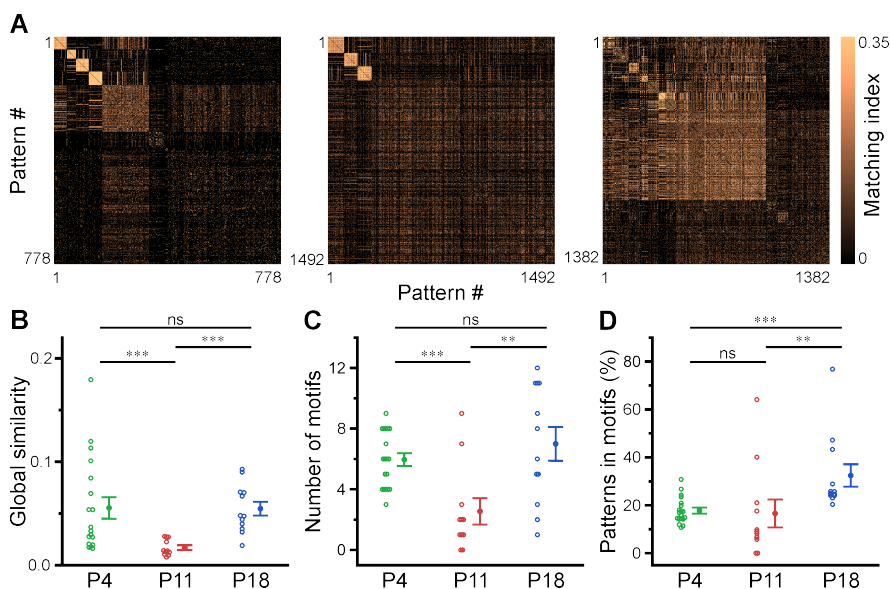 A
1
1
1
0.35
Pattern #
Matching index
778
1492
1382
0
1
778
1
1492
1
1382
Pattern #
B
C
D
ns
ns
***
***
***
***
**
ns
**
0.2
0.1
0.0
Global similarity
P4
P11
P18
12
8
4
0
Number of motifs
P4
P11
P18
80
60
40
20
0
Patterns in motifs (%)
P4
P11
P18